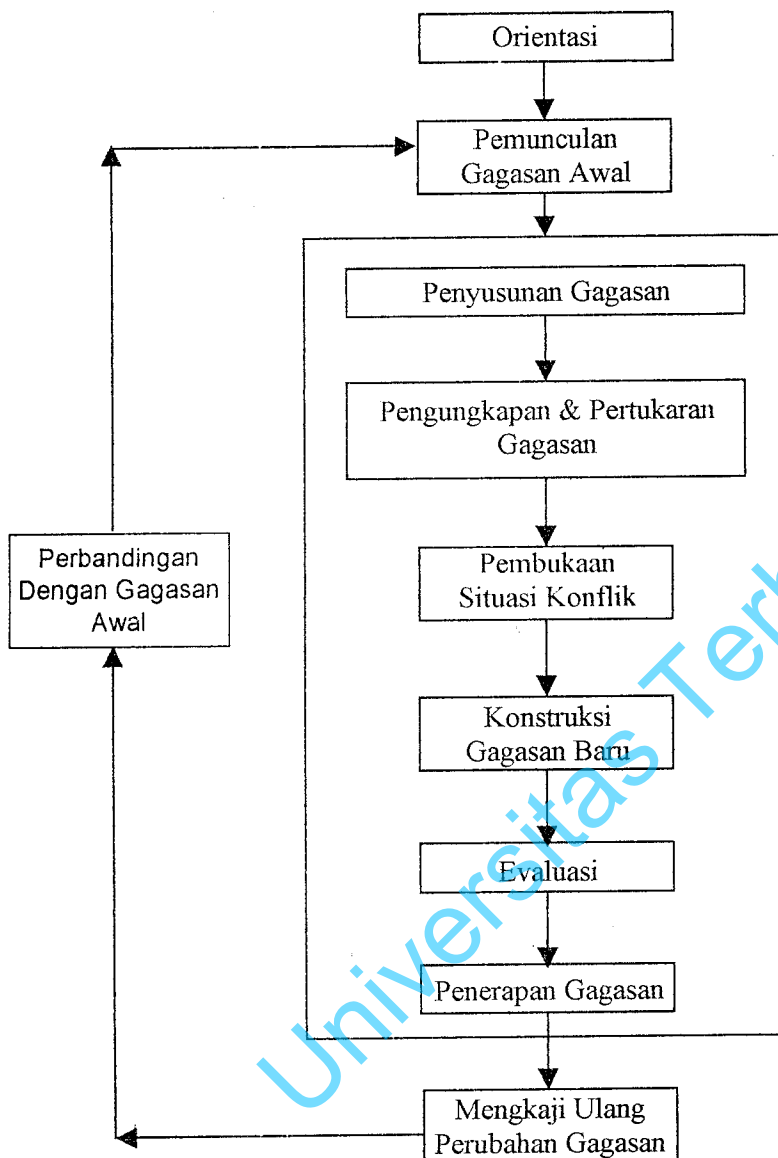 Orientasi
Pemunculan
Gagasan Awal
Penyusunan Gagasan
Pengungkapan & Pertukaran
Gagasan
Pembukaan
Situasi Konflik
Konstruksi
Gagasan Baru
Evaluasi
Penerapan Gagasan
Mengkaji Ulang
Perubahan Gagasan
Perbandingan
Dengan Gagasan
Awal
Universitas